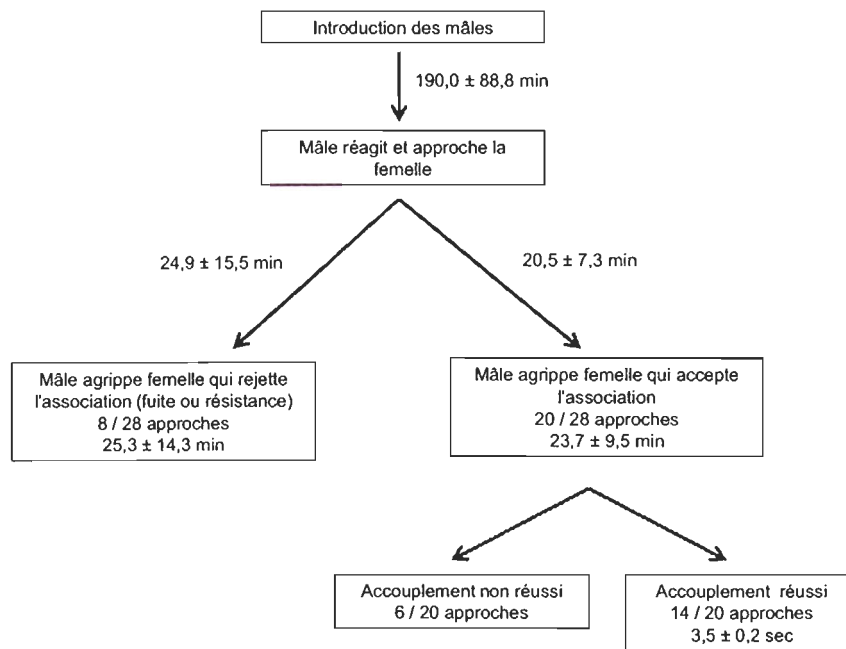 Introduction des mâles
190,0 ± 88,8 min
Mâle réagit et approche la
femelle
24,9 ± 15,5 min
20,5 ± 7,3 min
Mâle agrippe femelle qui rejette
l'association (fuite ou résistance)
8 / 28 approches
25,3 ± 14,3 min
Mâle agrippe femelle qui accepte
l'association
20 / 28 approches
23,7 ± 9,5 min
Accouplement non réussi
6 / 20 approches
Accouplement réussi
14 / 20 approches
3,5 ± 0,2 sec